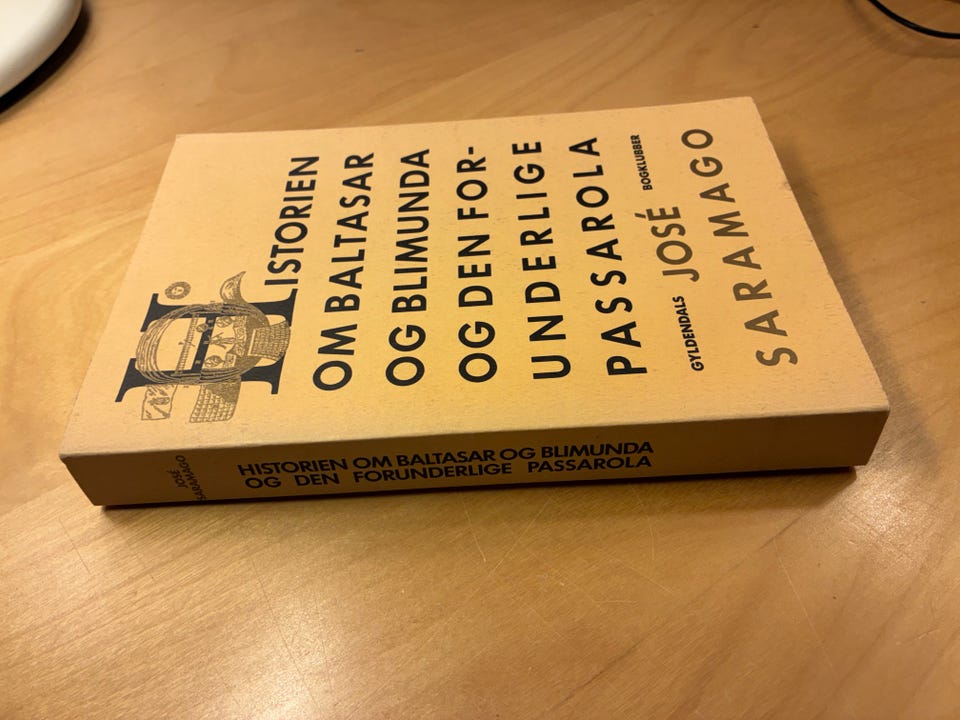 HISTORIEN
OM BALTASAR
OG BLIMUNDA
OG DEN FOR-
UNDERLIGE
PASSAROLA
GYLDENDALS JOSÉ BOGKLUBBER
SARAMAGO
JOSÉ
SARAMAGO
HISTORIEN OM BALTASAR OG BLIMUNDA
OG DEN FORUNDERLIGE PASSAROLA